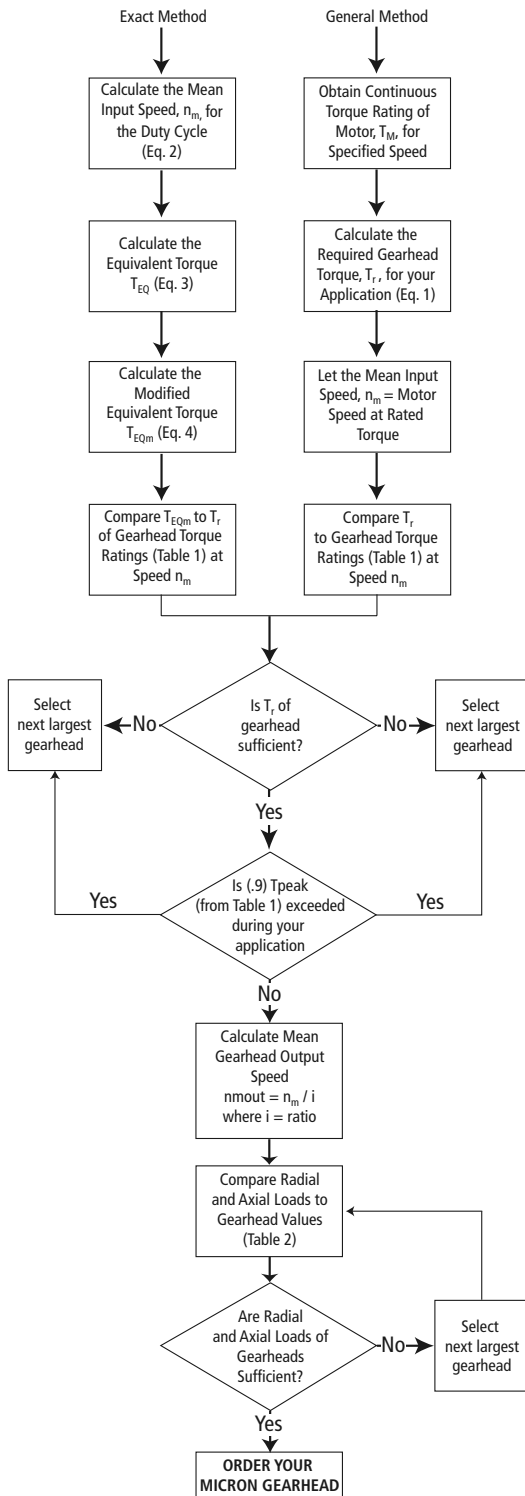 Exact Method
General Method
Calculate the Mean
Input Speed, nm, for
the Duty Cycle
(Eq. 2)
Obtain Continuous
Torque Rating of
Motor, TM, for
Specified Speed
Calculate the
Equivalent Torque
TEQ (Eq. 3)
Calculate the
Required Gearhead
Torque, Tr, for your
Application (Eq. 1)
Calculate the
Modified
Equivalent Torque
TEQm (Eq. 4)
Let the Mean Input
Speed, nm = Motor
Speed at Rated
Torque
Compare TEQm to Tr
of Gearhead Torque
Ratings (Table 1) at
Speed nm
Compare Tr
to Gearhead Torque
Ratings (Table 1) at
Speed nm
Select
next largest
gearhead
No
Is Tr of
gearhead
sufficient?
No
Select
next largest
gearhead
Yes
Yes
Is (.9) Tpeak
(from Table 1) exceeded
during your
application
Yes
No
Calculate Mean
Gearhead Output
Speed
nmout = nm / i
where i = ratio
Compare Radial
and Axial Loads to
Gearhead Values
(Table 2)
Are Radial
and Axial Loads of
Gearheads
Sufficient?
No
Select
next largest
gearhead
Yes
ORDER YOUR
MICRON GEARHEAD